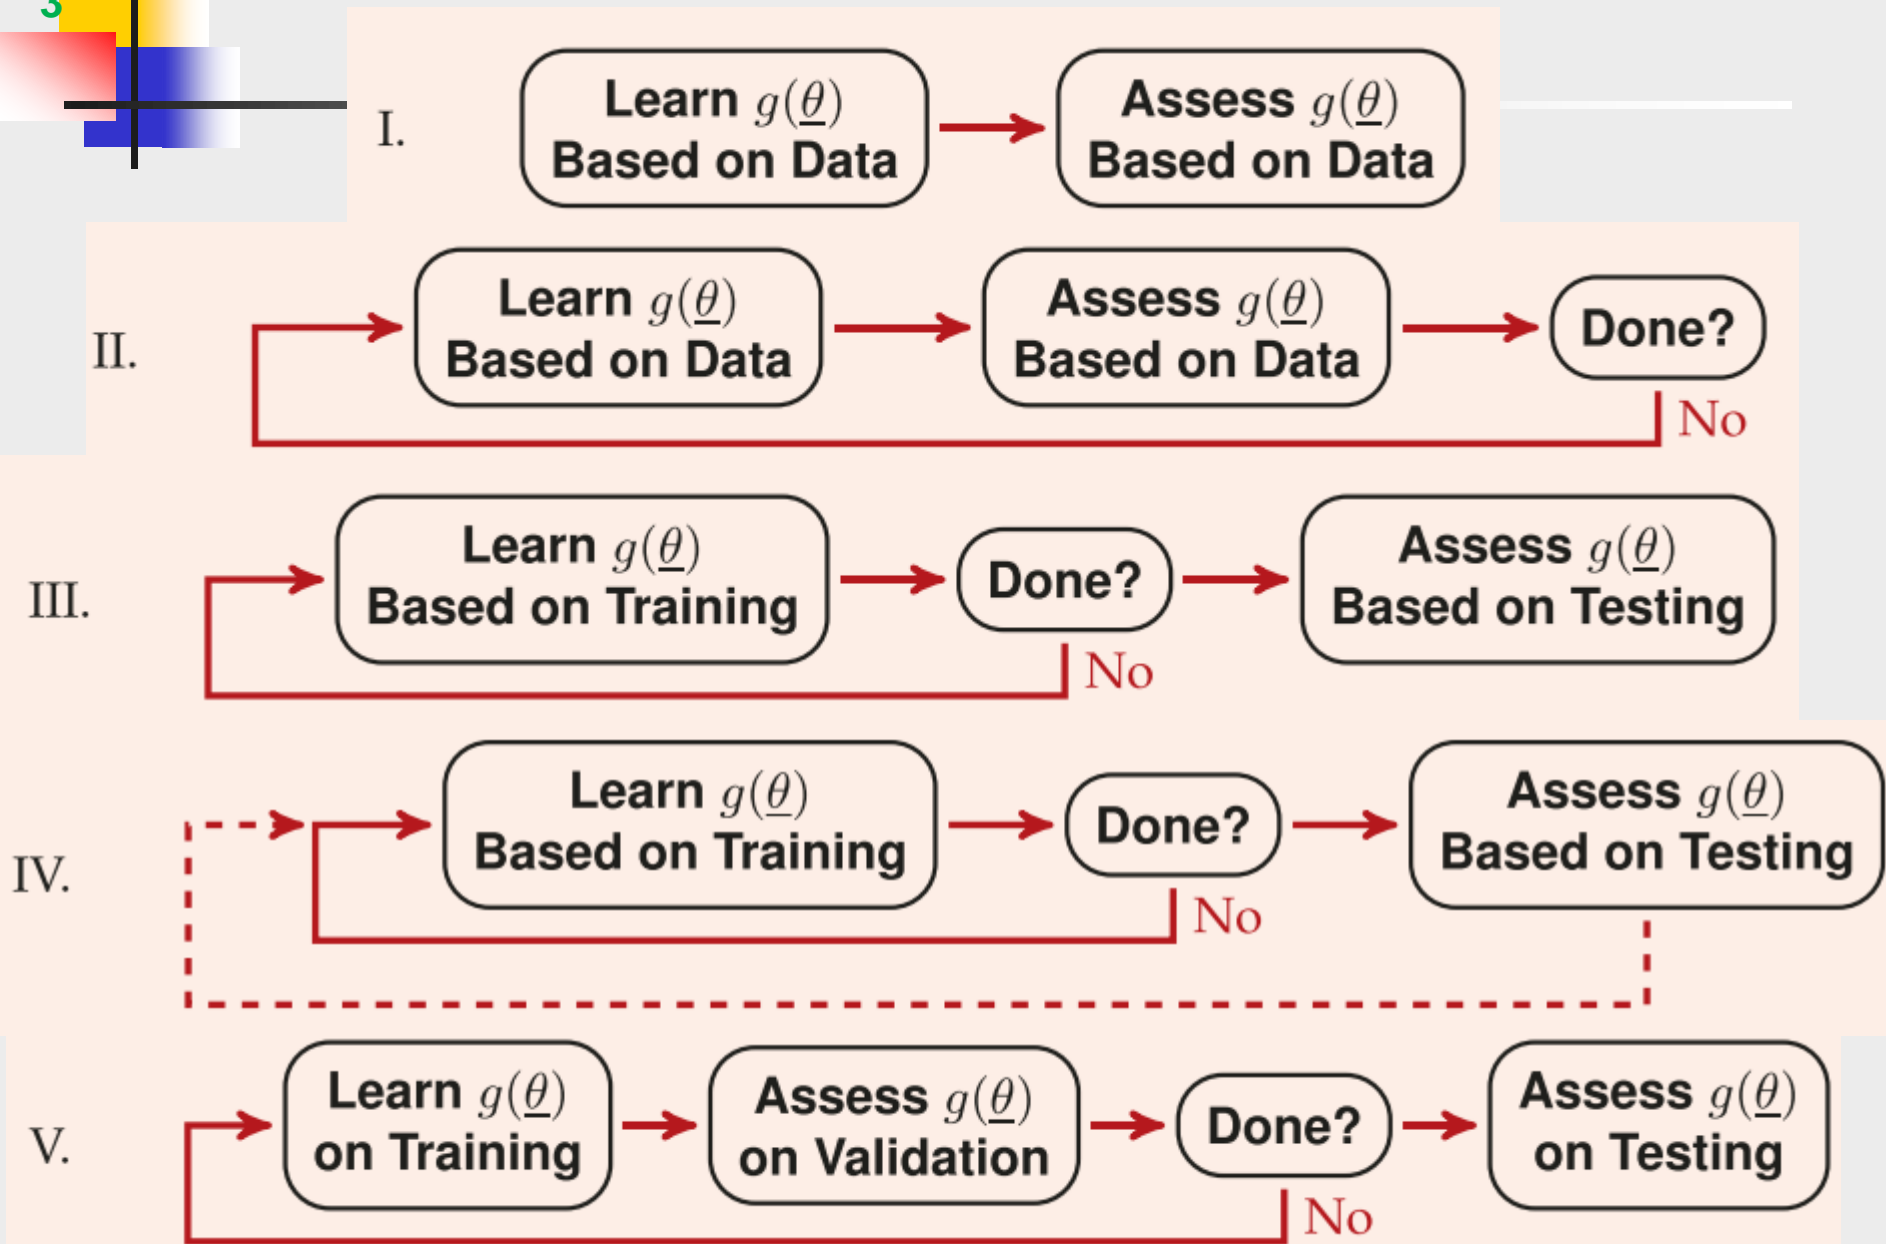 3
I.
Learn g(θ)
Based on Data
Assess g(θ)
Based on Data
II.
Learn g(θ)
Based on Data
Assess g(θ)
Based on Data
Done?
No
III.
Learn g(θ)
Based on Training
Done?
No
Assess g(θ)
Based on Testing
IV.
Learn g(θ)
Based on Training
Done?
No
Assess g(θ)
Based on Testing
V.
Learn g(θ)
on Training
Assess g(θ)
on Validation
Done?
No
Assess g(θ)
on Testing